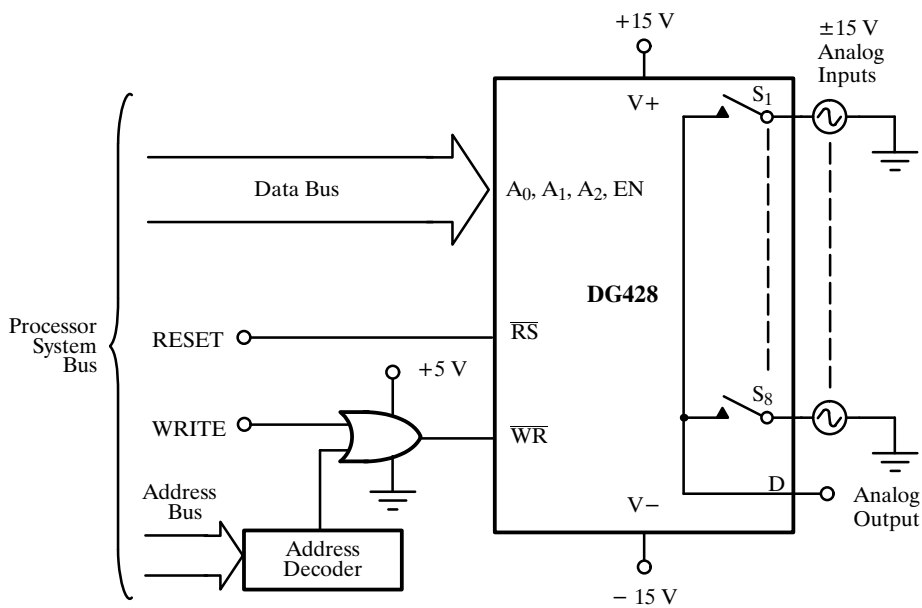 +15 V
±15 V
Analog
Inputs
V+
S1
Data Bus
A0, A1, A2, EN
DG428
Processor
System
Bus
RESET
RS
+5 V
S8
WRITE
WR
Address
Bus
D
Analog
Output
V−
Address
Decoder
− 15 V